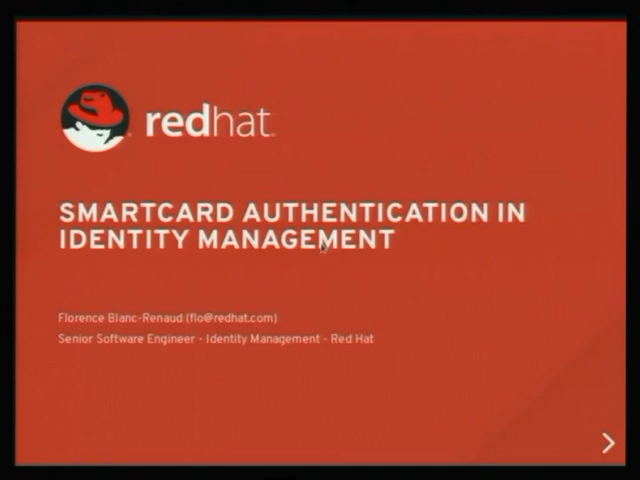 redhat.
SMARTCARD AUTHENTICATION IN
IDENTITY MANAGEMENT
Florence Blanc-Renaud (flo@redhat.com)
Senior Software Engineer - Identity Management - Red Hat